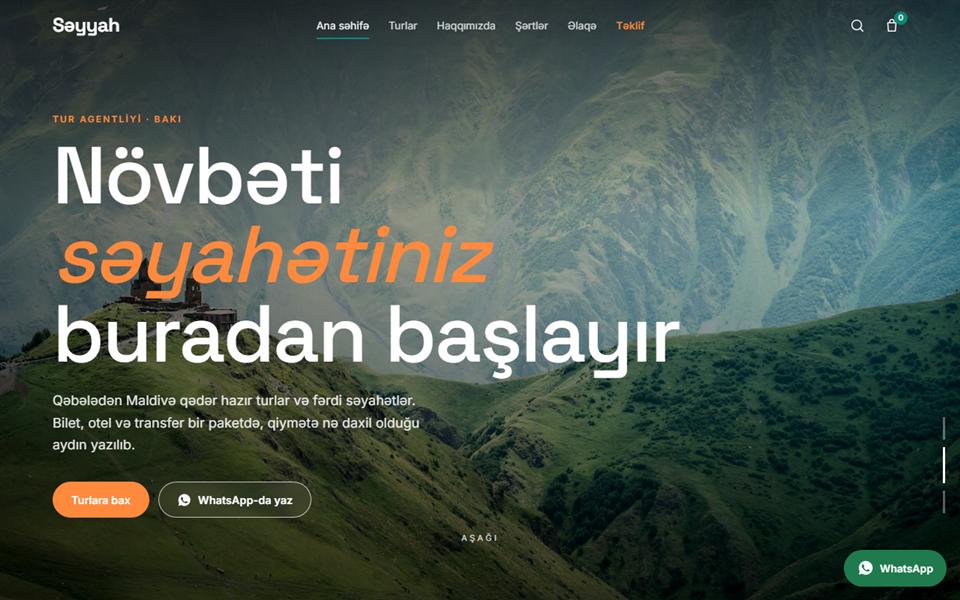 Səyyah
Ana səhifə
Turlar
Haqqımızda
Şərtlər
Əlaqə
Təklif
0
TUR AGENTLİYİ · BAKI
Növbəti
səyahətiniz
buradan başlayır
Qəbələdən Maldivə qədər hazır turlar və fərdi səyahətlər.
Bilet, otel və transfer bir paketdə, qiymətə nə daxil olduğu
aydın yazılıb.
Turlara bax
WhatsApp-da yaz
AŞAĞI
WhatsApp